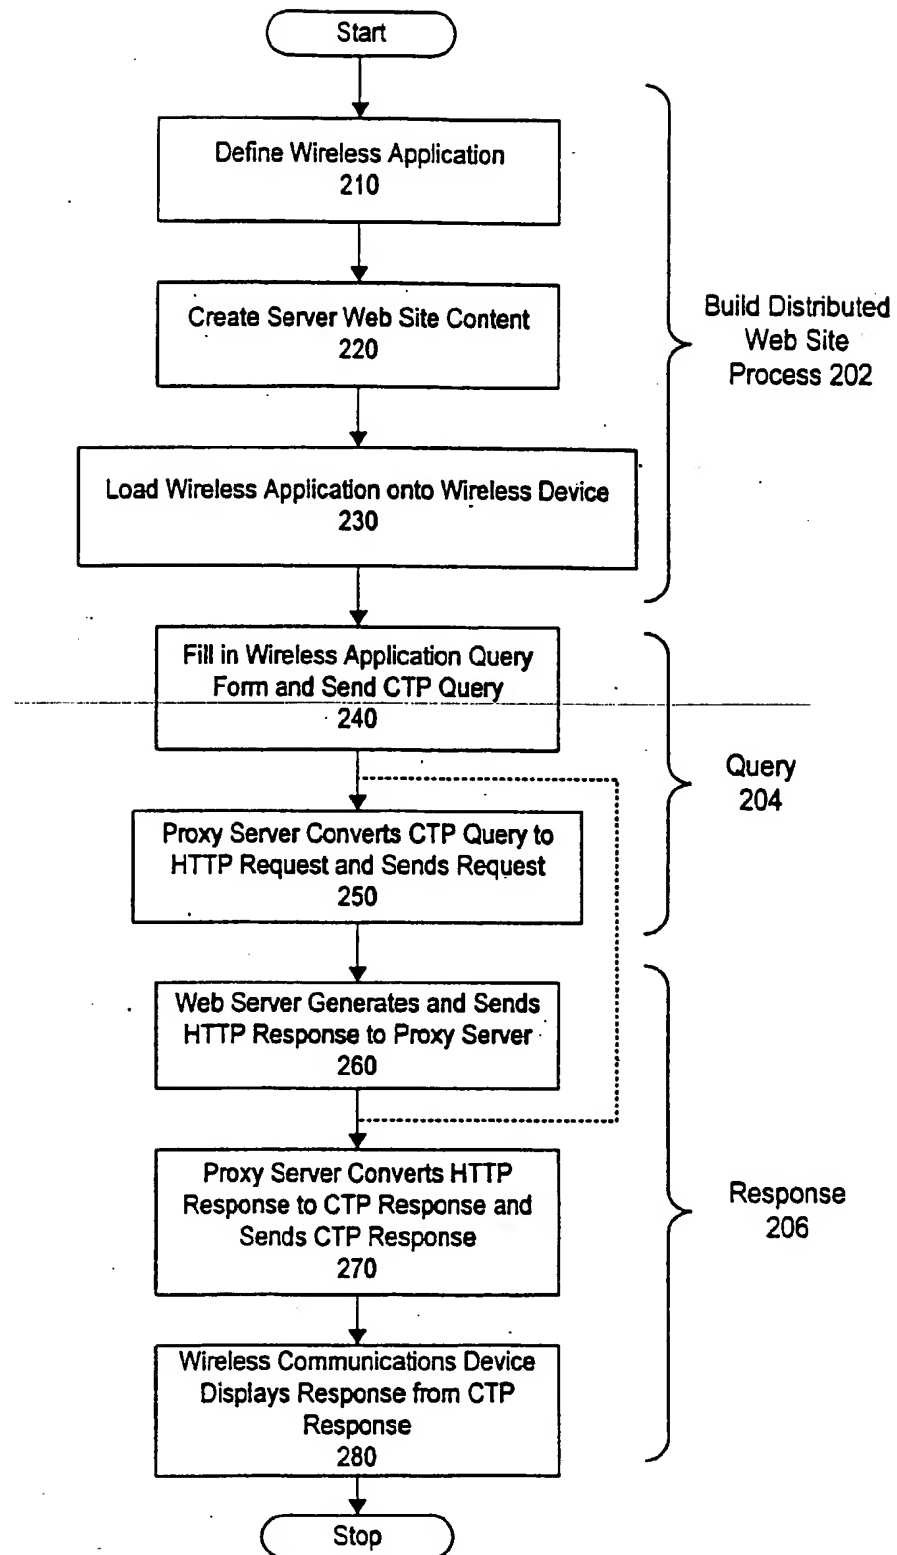 Start
Define Wireless Application
210
Create Server Web Site Content
220
Load Wireless Application onto Wireless Device
230
Build Distributed
Web Site
Process 202
Fill in Wireless Application Query
Form and Send CTP Query
240
Proxy Server Converts CTP Query to
HTTP Request and Sends Request
250
Query
204
Web Server Generates and Sends
HTTP Response to Proxy Server
260
Proxy Server Converts HTTP
Response to CTP Response and
Sends CTP Response
270
Wireless Communications Device
Displays Response from CTP
Response
280
Response
206
Stop